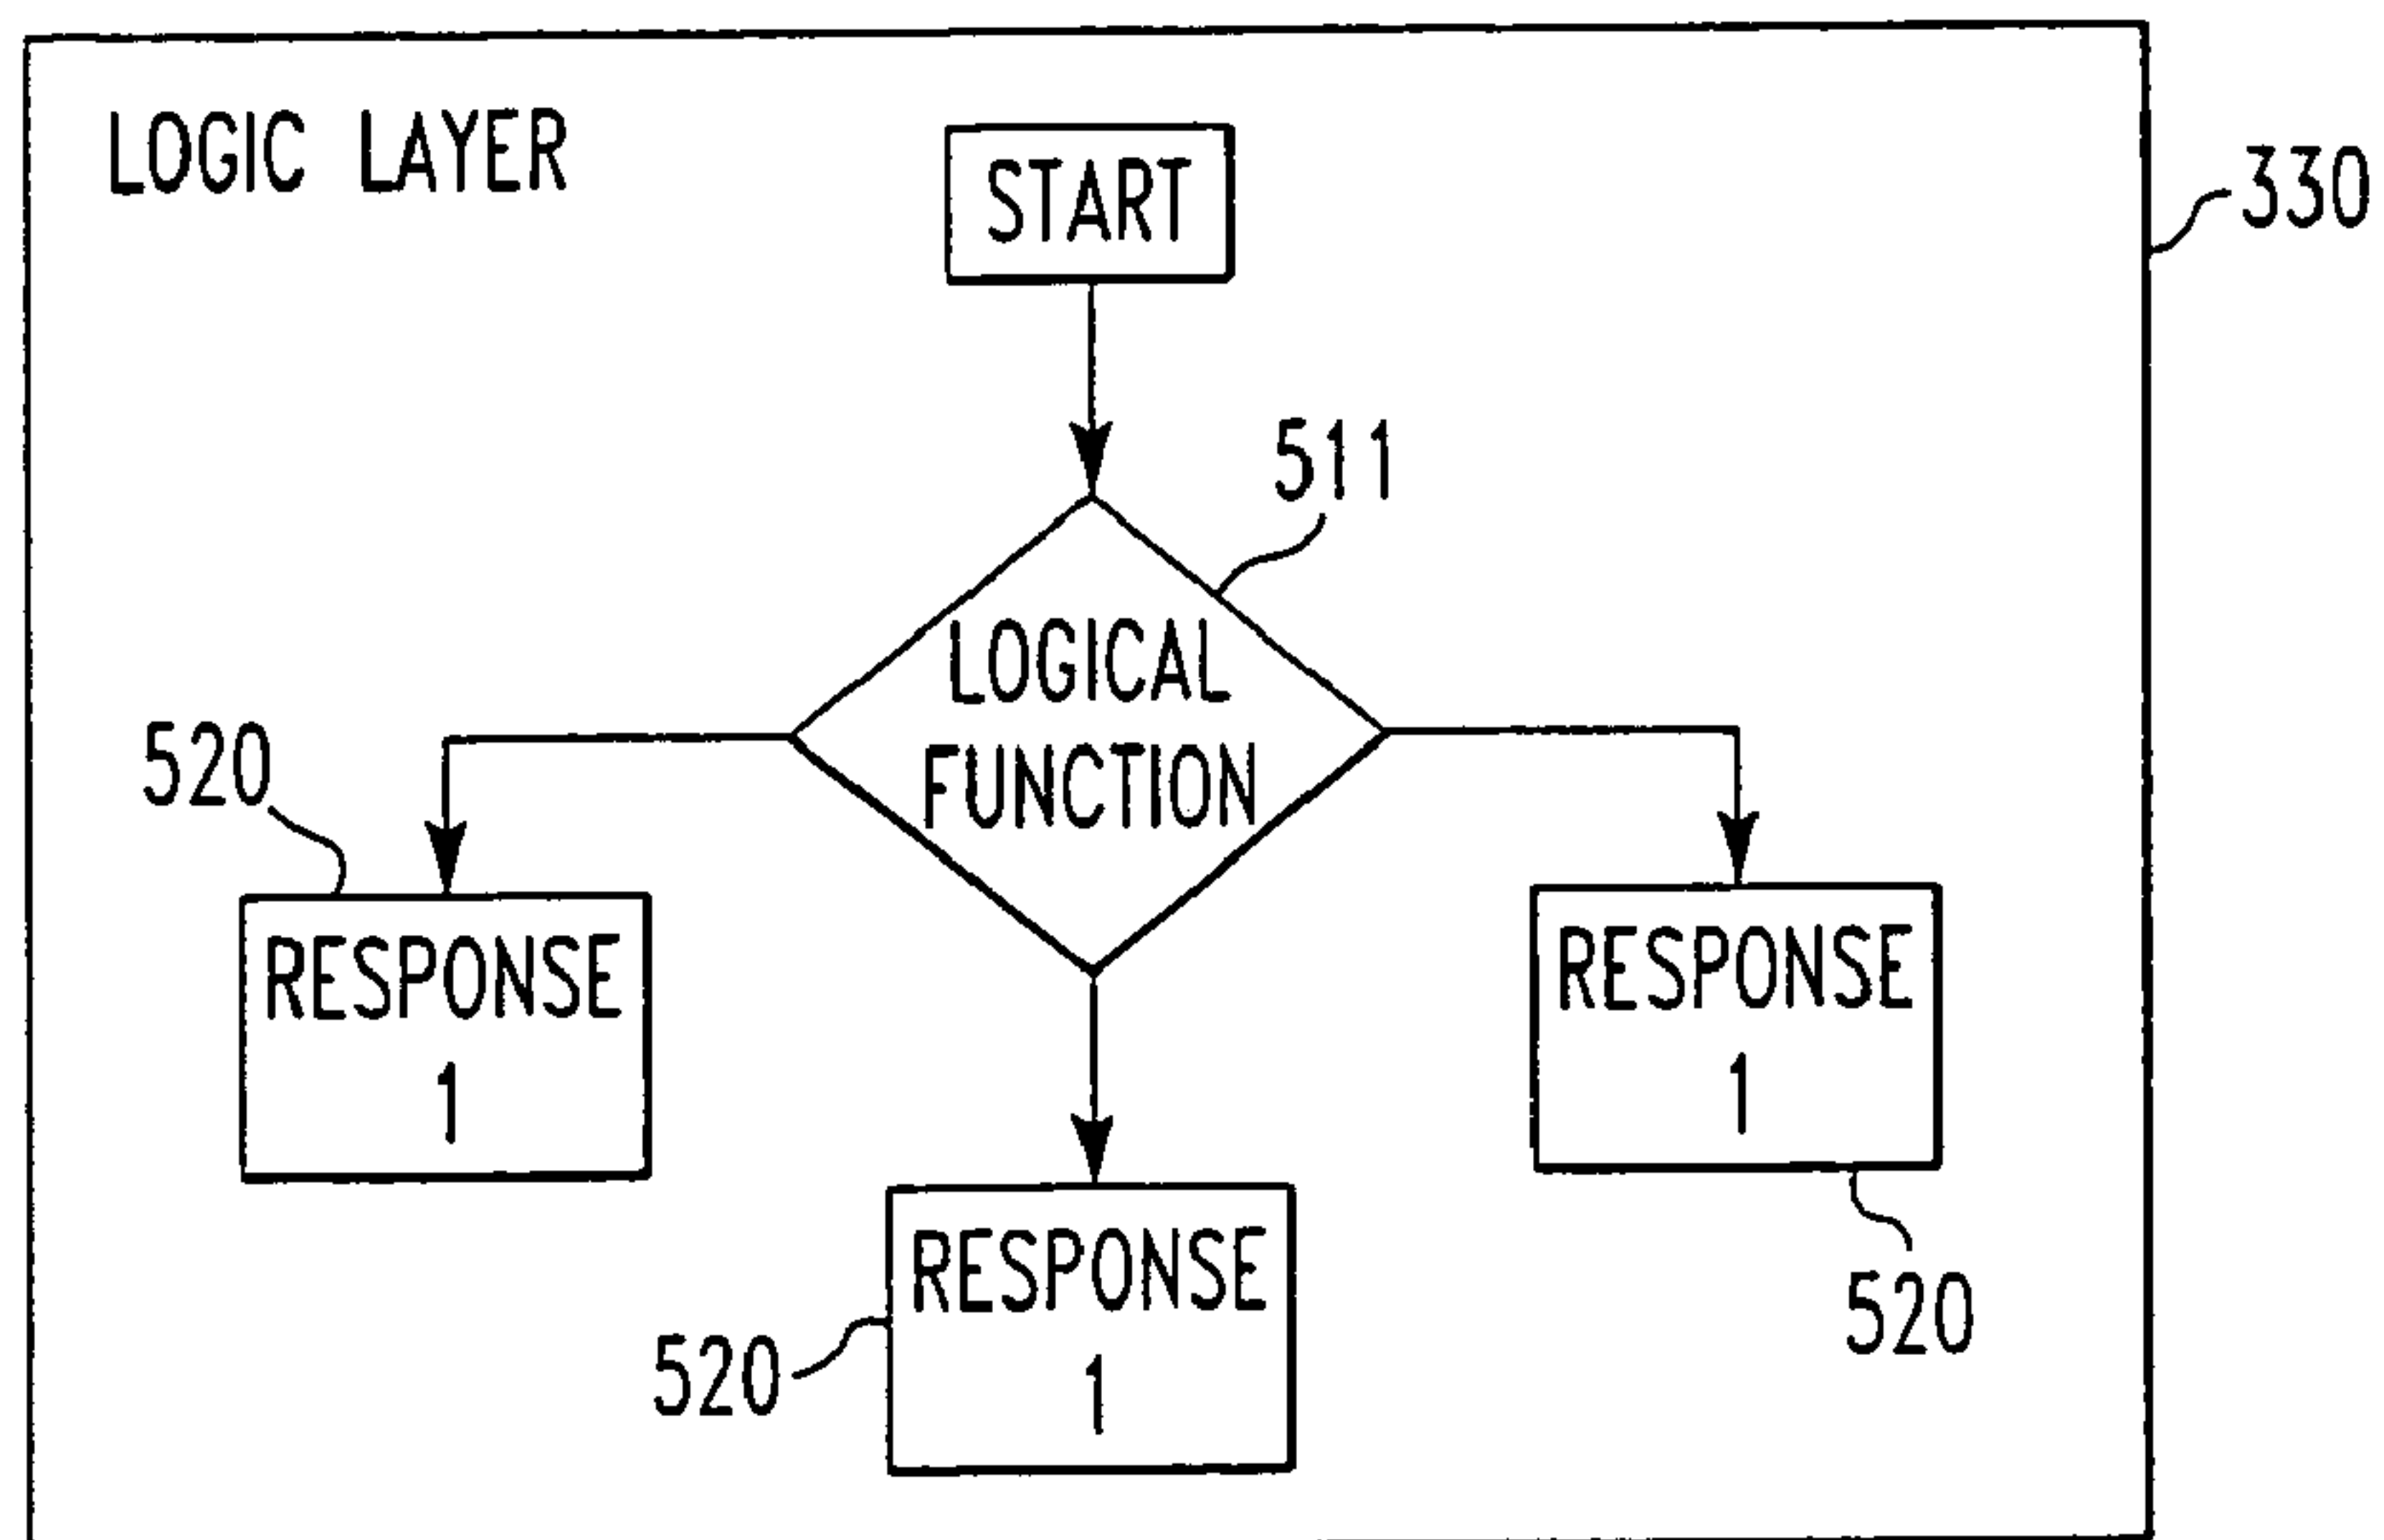 LOGIC LAYER
START
330
511
LOGICAL
FUNCTION
520
RESPONSE
1
RESPONSE
1
RESPONSE
1
520
520